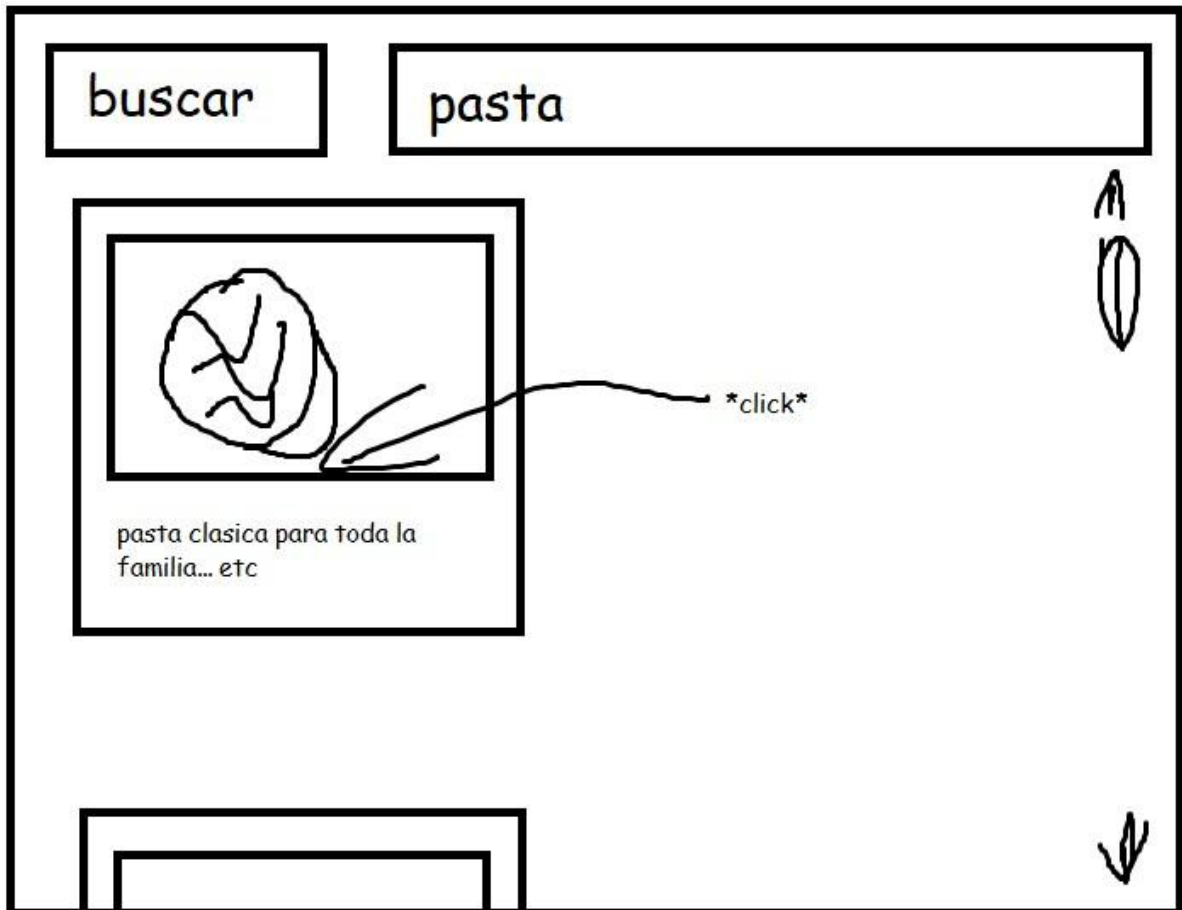 buscar
pasta
*click*
pasta clasica para toda la
familia... etc